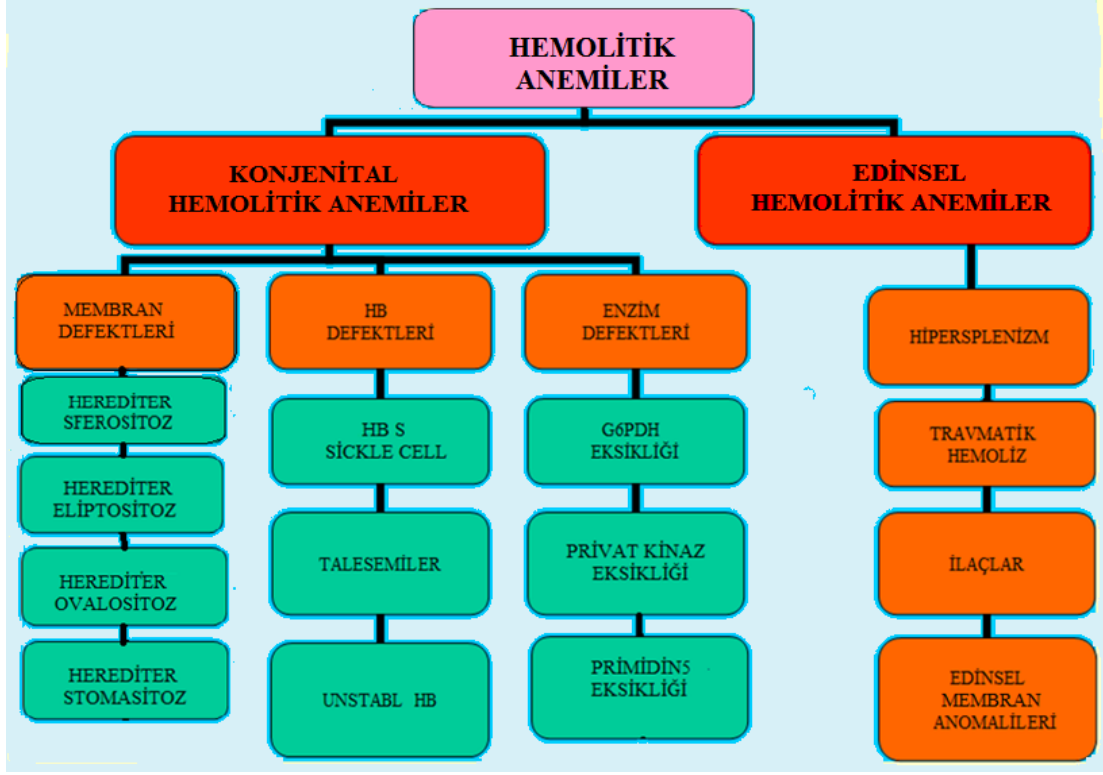 HEMOLİTİK
ANEMİLER
KONJENİTAL
HEMOLİTİK ANEMİLER
EDİNSEL
HEMOLİTİK ANEMİLER
MEMBRAN
DEFEKTLERİ
HEREDİTER
SFEROSİTOZ
HEREDİTER
ELİPTOSİTOZ
HEREDİTER
OVALOSİTOZ
HEREDİTER
STOMASİTOZ
HB
DEFEKTLERİ
HB S
SİCKLE CELL
TALESEMİLER
UNSTABL HB
ENZİM
DEFEKTLERİ
G6PDH
EKSİKLİĞİ
PRİVAT KİNAZ
EKSİKLİĞİ
PRİMİDİN5
EKSİKLİĞİ
HİPERSPLENİZM
TRAVMATİK
HEMOLİZ
İLAÇLAR
EDİNSEL
MEMBRAN
ANOMALİLERİ